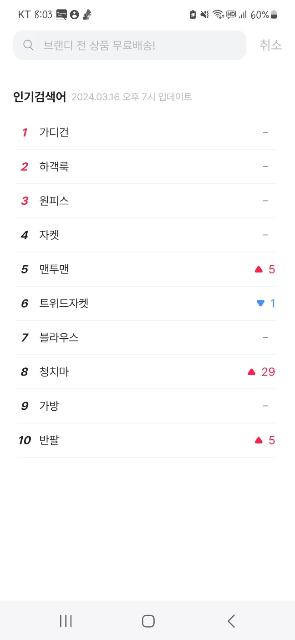 KT 8:03 60%
브랜디 전 상품 무료배송! 취소
인기검색어 2024.03.16 오후 7시 업데이트
1 가디건 -
2 하객룩 -
3 원피스 -
4 자켓 -
5 맨투맨 ▲ 5
6 트위드자켓 ▼ 1
7 블라우스 -
8 청치마 ▲ 29
9 가방 -
10 반팔 ▲ 5